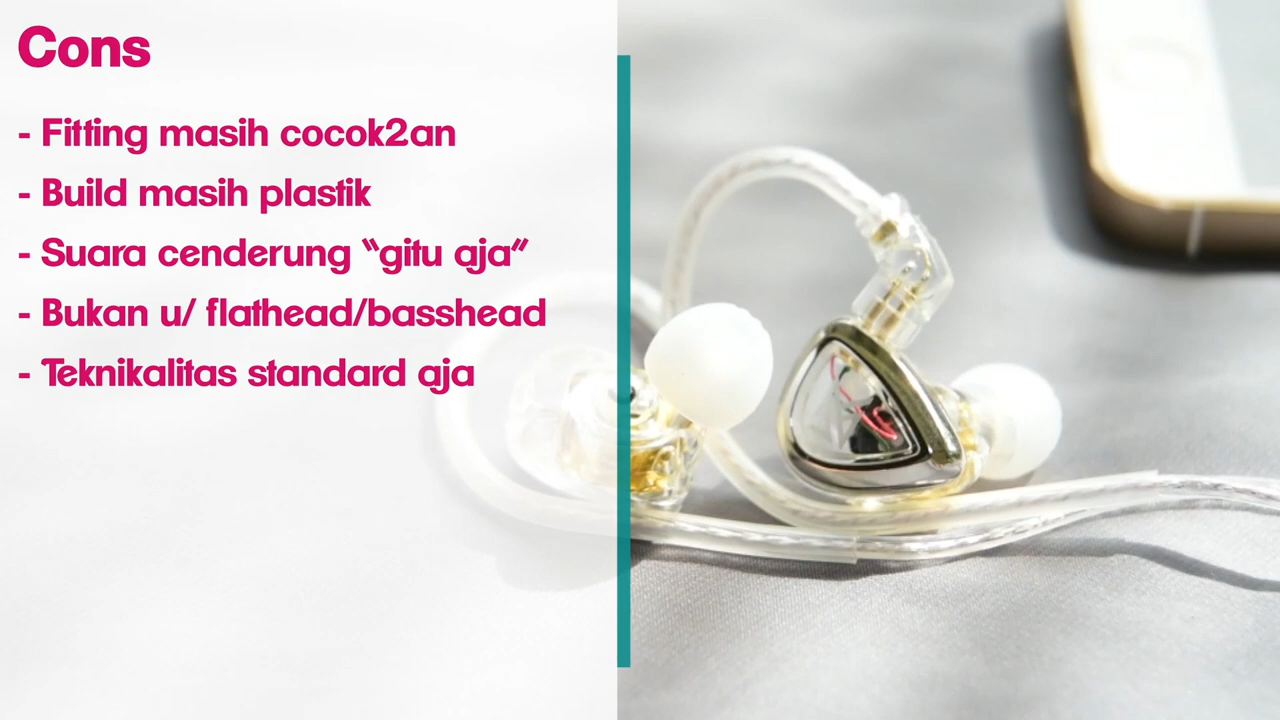 Cons
- Fitting masih cocok2an
- Build masih plastik
- Suara cenderung "gitu aja"
- Bukan u/ flathead/basshead
- Teknikalitas standard aja